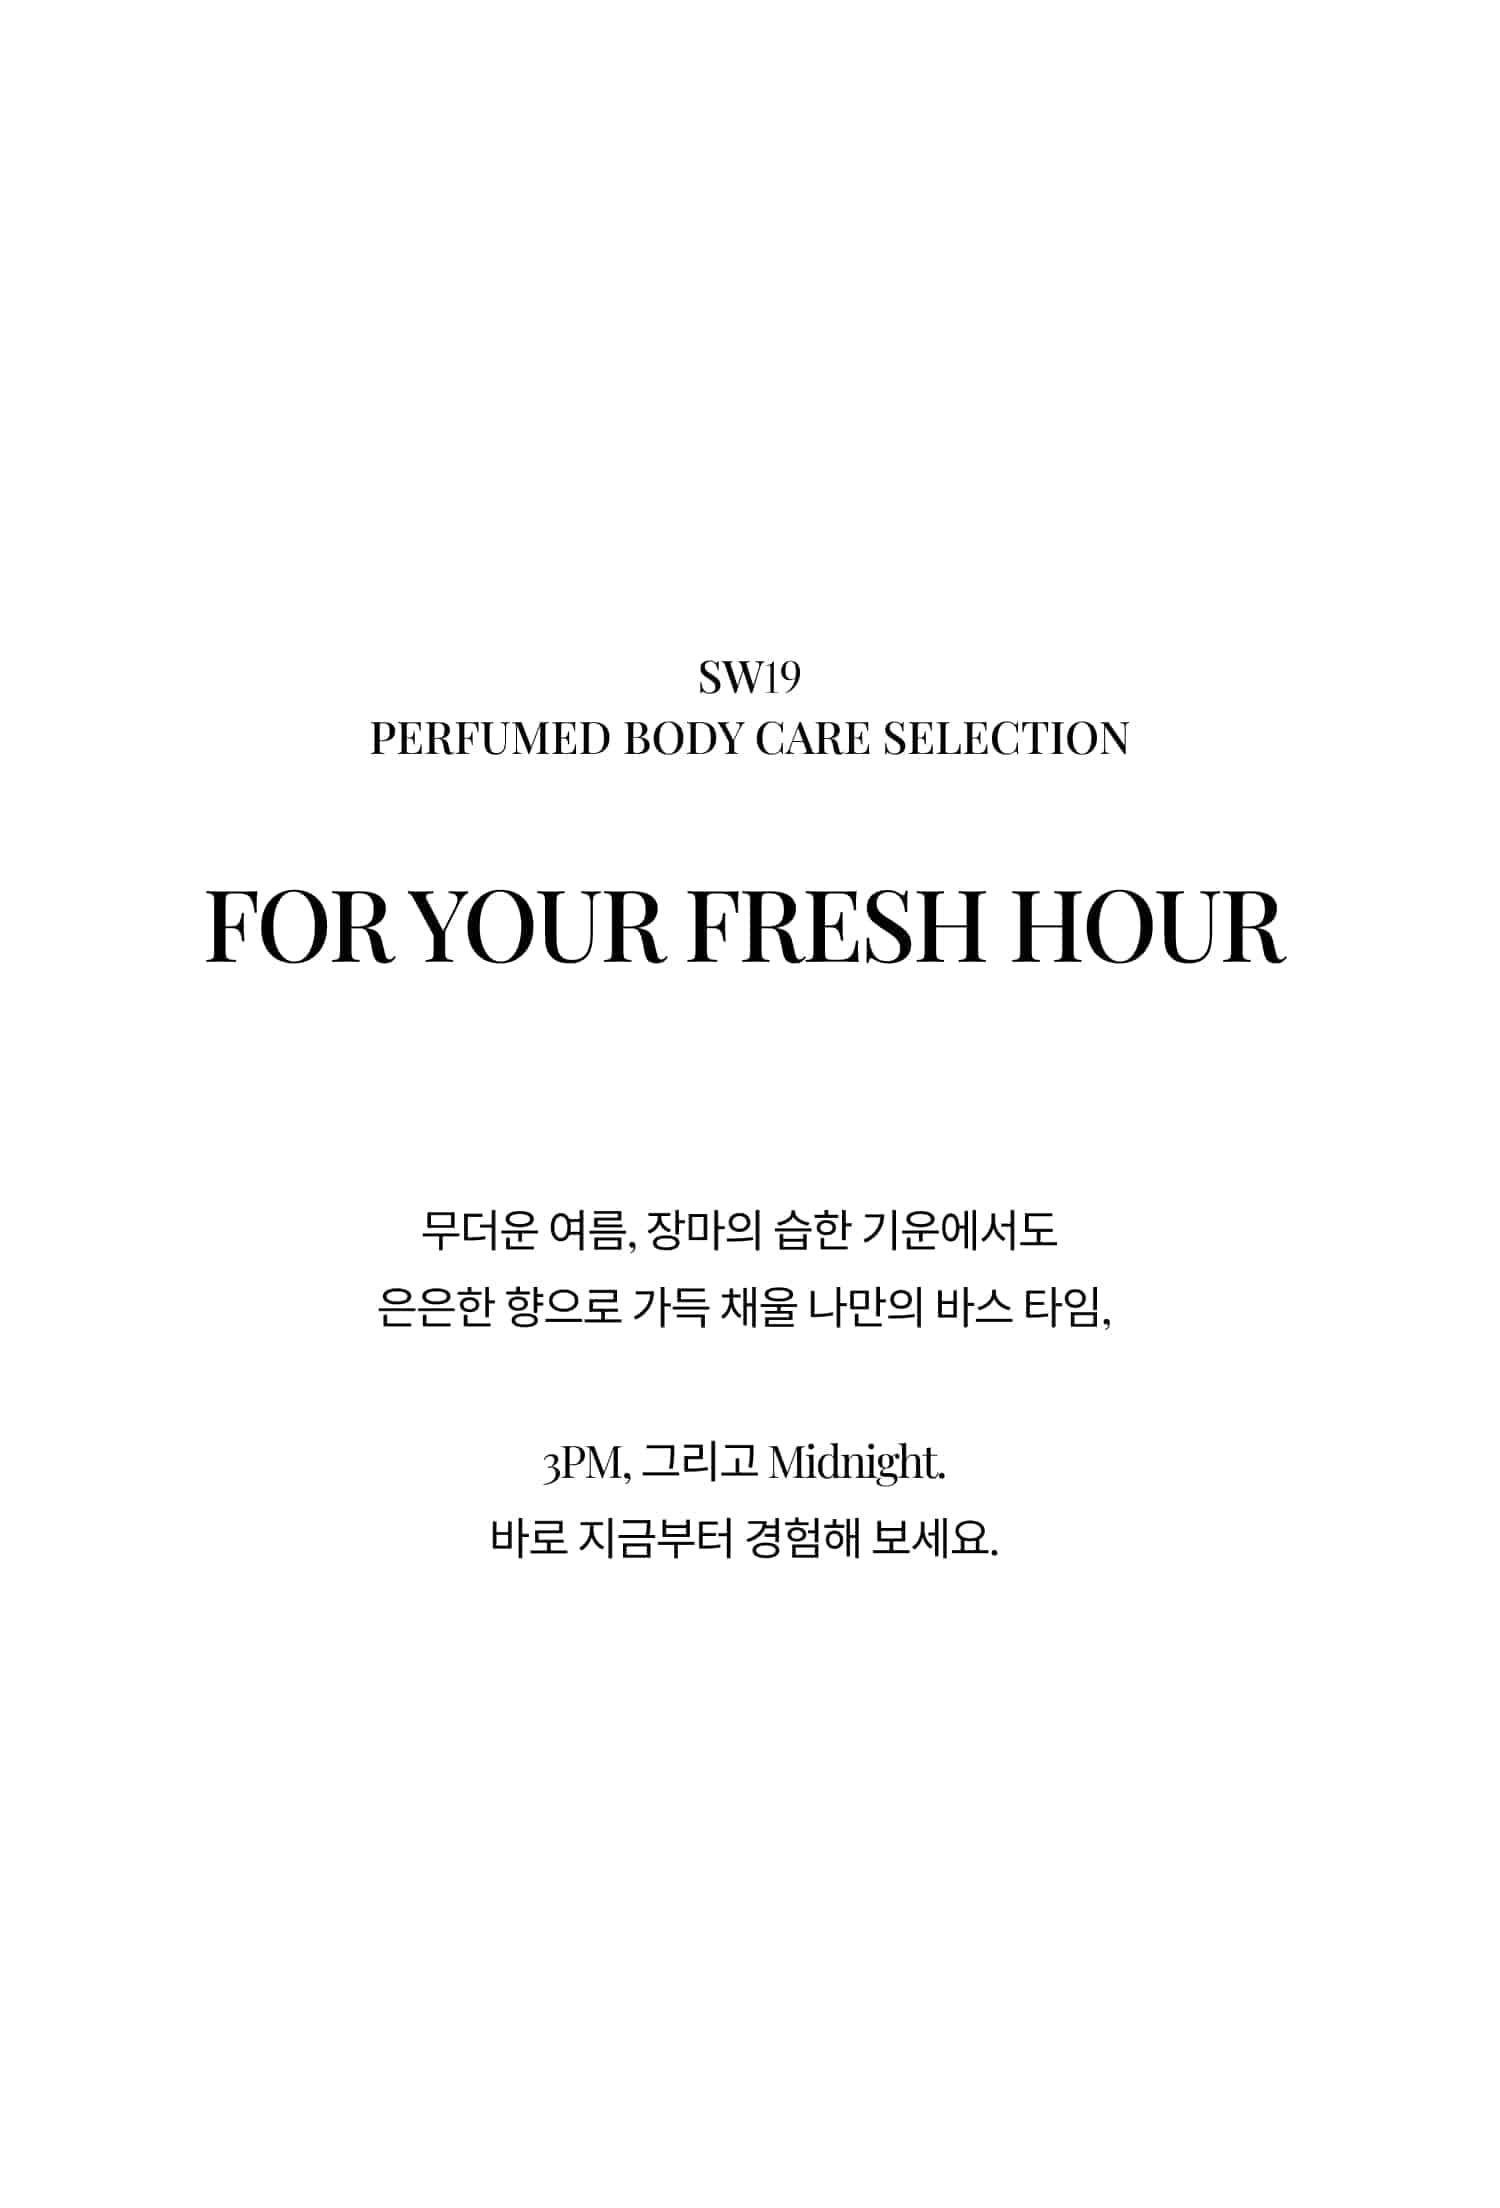 SW19
PERFUMED BODY CARE SELECTION
FOR YOUR FRESH HOUR
무더운 여름, 장마의 습한 기운에서도
은은한 향으로 가득 채울 나만의 바스 타임,
3PM, 그리고 Midnight.
바로 지금부터 경험해 보세요.